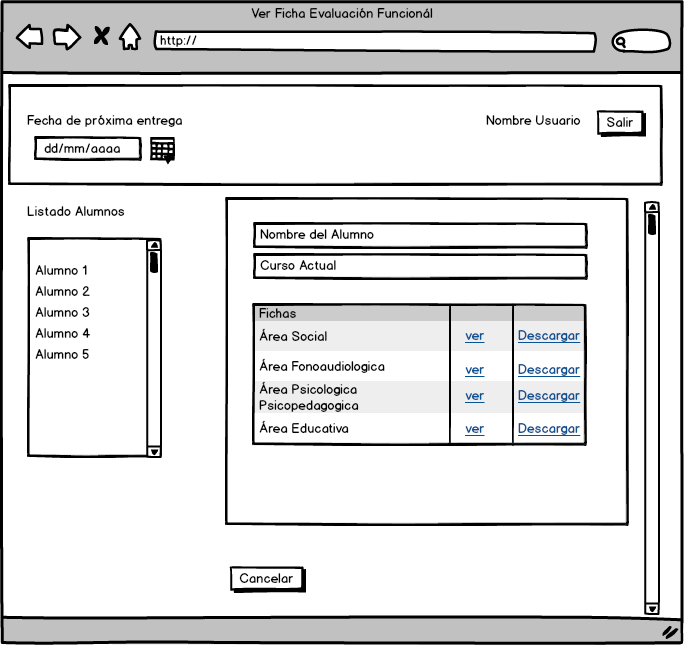 Ver Ficha Evaluación Funcionál
http://
Fecha de próxima entrega
Nombre Usuario
Salir
dd/mm/aaaa
Listado Alumnos
Alumno 1
Alumno 2
Alumno 3
Alumno 4
Alumno 5
Nombre del Alumno
Curso Actual
Fichas
Área Social ver Descargar
Área Fonoaudiologica ver Descargar
Área Psicologica
Psicopedagogica ver Descargar
Área Educativa ver Descargar
Cancelar